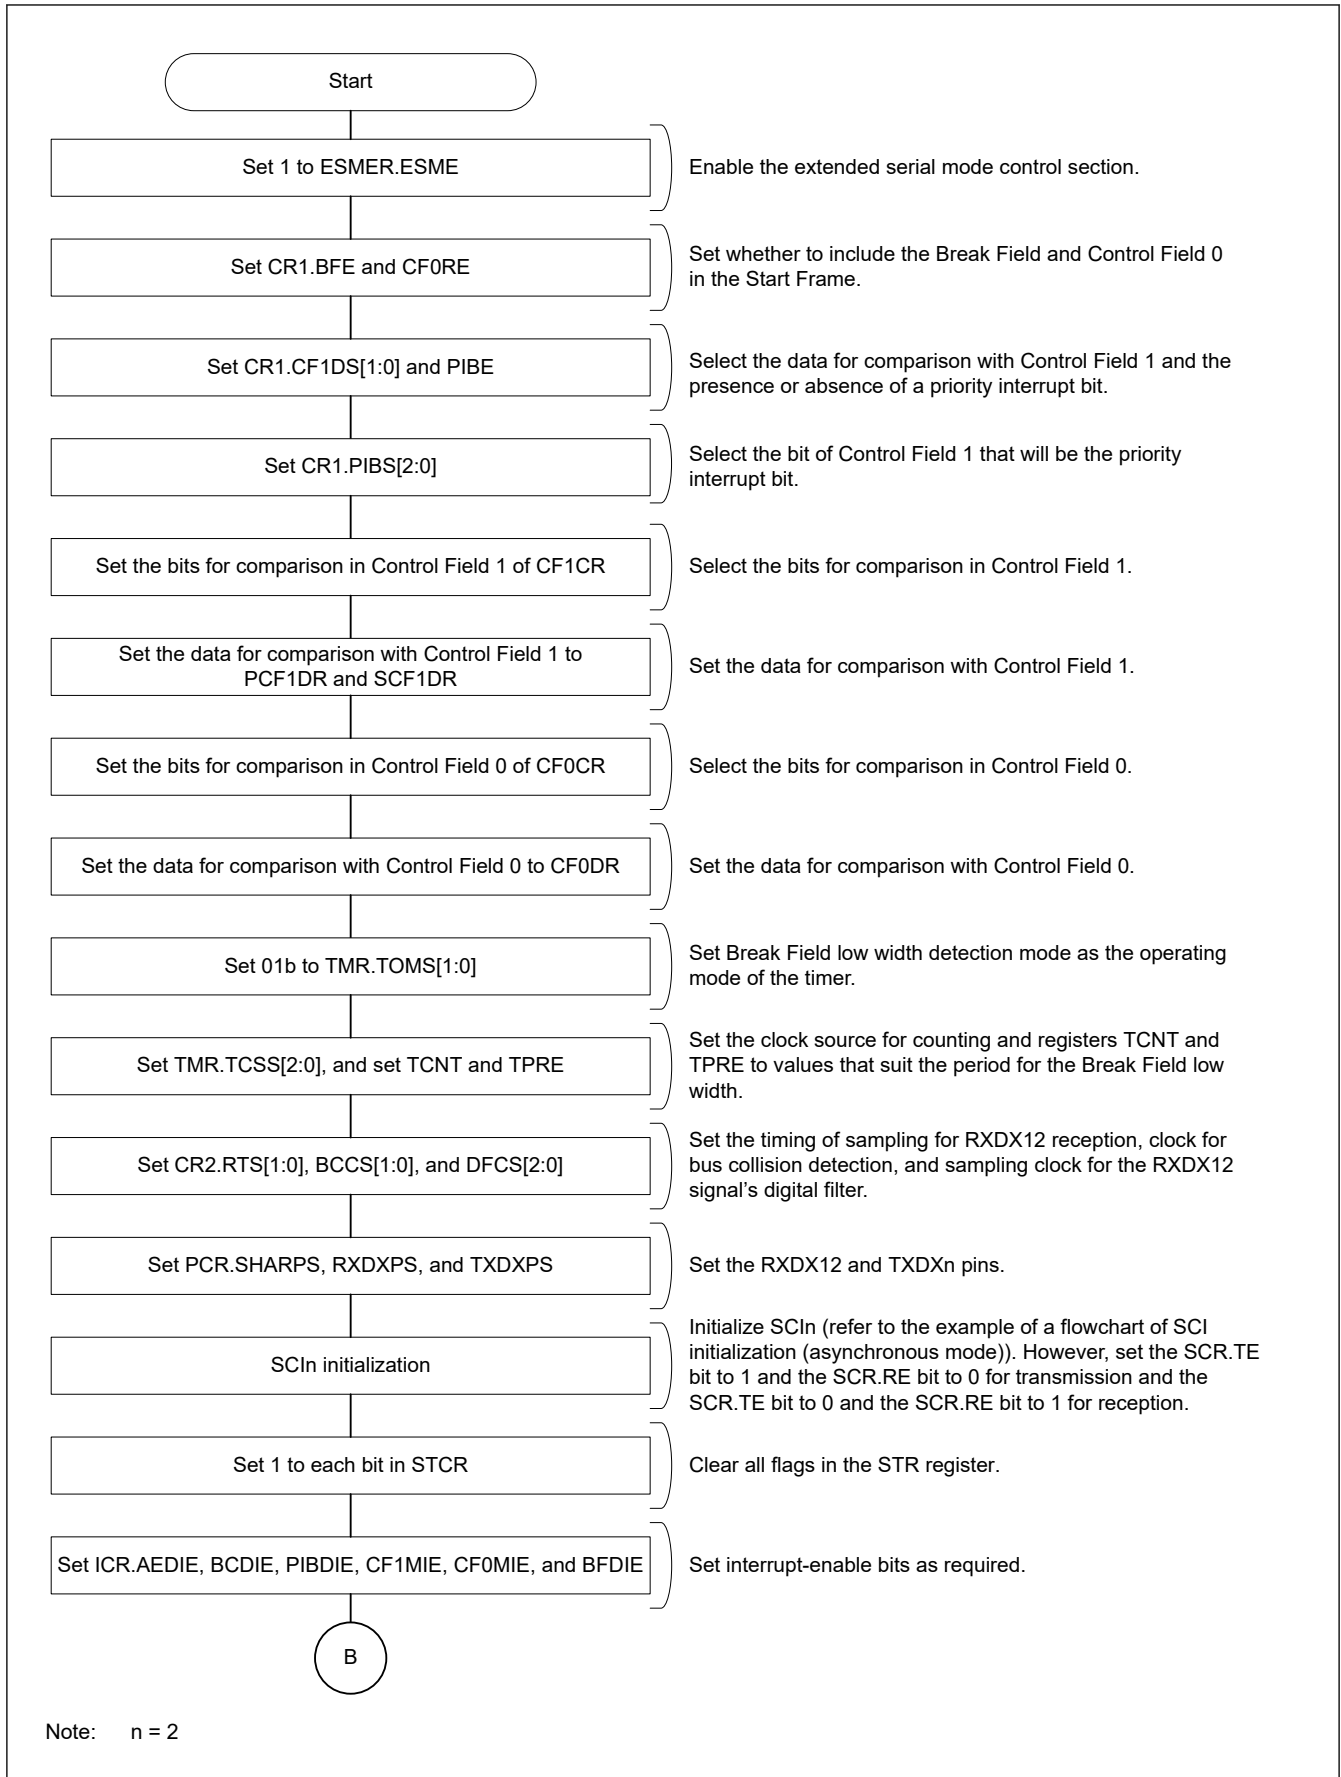 Start
Set 1 to ESMER.ESME
Enable the extended serial mode control section.
Set CR1.BFE and CF0RE
Set whether to include the Break Field and Control Field 0
in the Start Frame.
Set CR1.CF1DS[1:0] and PIBE
Select the data for comparison with Control Field 1 and the
presence or absence of a priority interrupt bit.
Set CR1.PIBS[2:0]
Select the bit of Control Field 1 that will be the priority
interrupt bit.
Set the bits for comparison in Control Field 1 of CF1CR
Select the bits for comparison in Control Field 1.
Set the data for comparison with Control Field 1 to
PCF1DR and SCF1DR
Set the data for comparison with Control Field 1.
Set the bits for comparison in Control Field 0 of CF0CR
Select the bits for comparison in Control Field 0.
Set the data for comparison with Control Field 0 to CF0DR
Set the data for comparison with Control Field 0.
Set 01b to TMR.TOMS[1:0]
Set Break Field low width detection mode as the operating
mode of the timer.
Set TMR.TCSS[2:0], and set TCNT and TPRE
Set the clock source for counting and registers TCNT and
TPRE to values that suit the period for the Break Field low
width.
Set CR2.RTS[1:0], BCCS[1:0], and DFCS[2:0]
Set the timing of sampling for RXDX12 reception, clock for
bus collision detection, and sampling clock for the RXDX12
signal’s digital filter.
Set PCR.SHARPS, RXDXPS, and TXDXPS
Set the RXDX12 and TXDXn pins.
SCIn initialization
Initialize SCIn (refer to the example of a flowchart of SCI
initialization (asynchronous mode)). However, set the SCR.TE
bit to 1 and the SCR.RE bit to 0 for transmission and the
SCR.TE bit to 0 and the SCR.RE bit to 1 for reception.
Set 1 to each bit in STCR
Clear all flags in the STR register.
Set ICR.AEDIE, BCDIE, PIBDIE, CF1MIE, CF0MIE, and BFDIE
Set interrupt-enable bits as required.
B
Note: n = 2